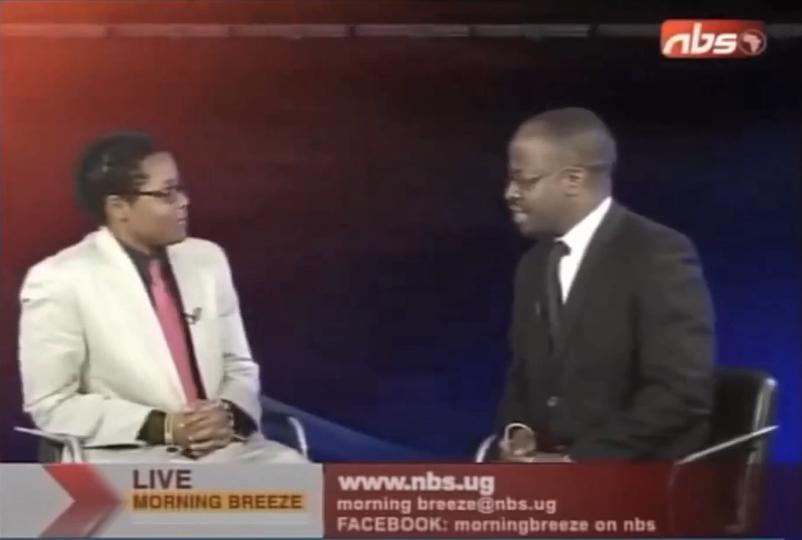 nbs
LIVE
MORNING BREEZE
www.nbs.ug
morning breeze@nbs.ug
FACEBOOK: morningbreeze on nbs